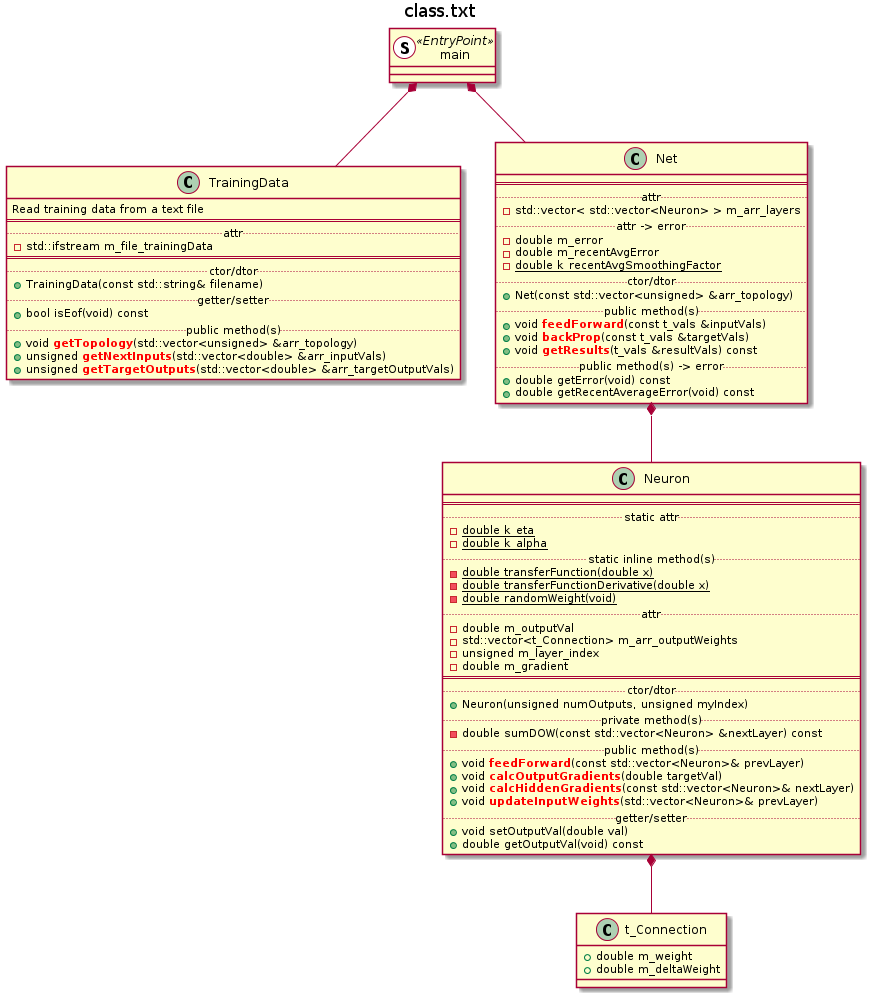 class.txt
S
«EntryPoint»
main
C TrainingData
Read training data from a text file
attr
std::ifstream m_file_trainingData
ctor/dtor
TrainingData(const std::string& filename)
getter/setter
bool isEof(void) const
public method(s)
void getTopology(std::vector<unsigned> &arr_topology)
unsigned getNextInputs(std::vector<double> &arr_inputVals)
unsigned getTargetOutputs(std::vector<double> &arr_targetOutputVals)
C Net
attr
std::vector< std::vector<Neuron> > m_arr_layers
attr -> error
double m_error
double m_recentAvgError
double k_recentAvgSmoothingFactor
ctor/dtor
Net(const std::vector<unsigned> &arr_topology)
public method(s)
void feedForward(const t_vals &inputVals)
void backProp(const t_vals &targetVals)
void getResults(t_vals &resultVals) const
public method(s) -> error
double getError(void) const
double getRecentAverageError(void) const
C Neuron
static attr
double k_eta
double k_alpha
static inline method(s)
double transferFunction(double x)
double transferFunctionDerivative(double x)
double randomWeight(void)
attr
double m_outputVal
std::vector<t_Connection> m_arr_outputWeights
unsigned m_layer_index
double m_gradient
ctor/dtor
Neuron(unsigned numOutputs, unsigned myIndex)
private method(s)
double sumDOW(const std::vector<Neuron> &nextLayer) const
public method(s)
void feedForward(const std::vector<Neuron>& prevLayer)
void calcOutputGradients(double targetVal)
void calcHiddenGradients(const std::vector<Neuron>& nextLayer)
void updateInputWeights(std::vector<Neuron>& prevLayer)
getter/setter
void setOutputVal(double val)
double getOutputVal(void) const
C t_Connection
double m_weight
double m_deltaWeight